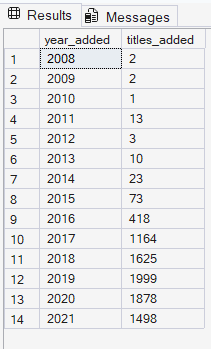 Results Messages
year_added titles_added
1 2008 2
2 2009 2
3 2010 1
4 2011 13
5 2012 3
6 2013 10
7 2014 23
8 2015 73
9 2016 418
10 2017 1164
11 2018 1625
12 2019 1999
13 2020 1878
14 2021 1498